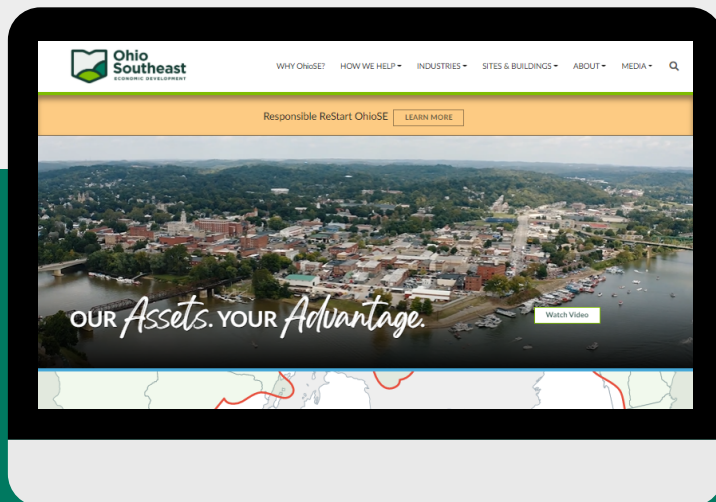 Ohio
Southeast
ECONOMIC DEVELOPMENT
WHY OhioSE? HOW WE HELP INDUSTRIES SITES & BUILDINGS ABOUT MEDIA
Responsible ReStart OhioSE LEARN MORE
OUR Assets. YOUR Advantage.
Watch Video